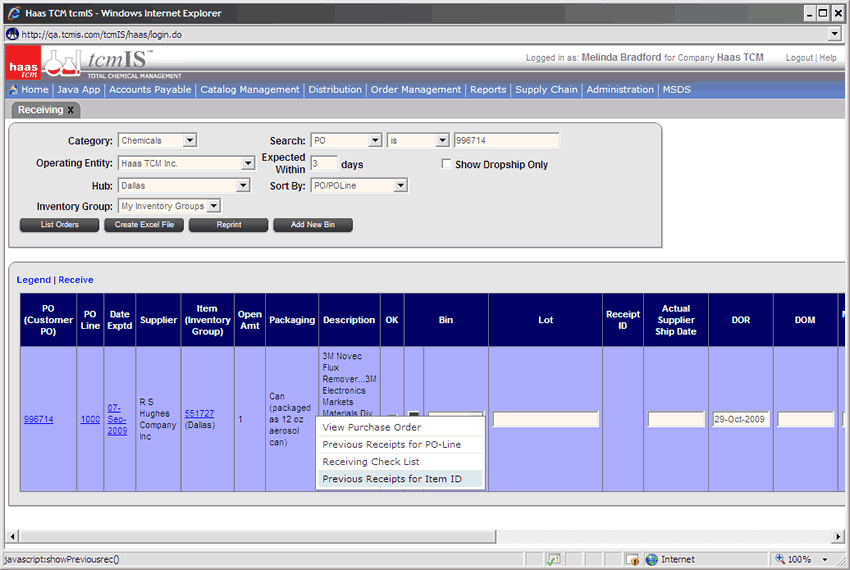 Haas TCM tcmIS - Windows Internet Explorer
http://qa.tcmis.com/tcmIS/haas/login.do
haas tcm
tcmIS™
TOTAL CHEMICAL MANAGEMENT
Logged in as: Melinda Bradford for Company Haas TCM
Logout | Help
Home | Java App | Accounts Payable | Catalog Management | Distribution | Order Management | Reports | Supply Chain | Administration | MSDS
Receiving X
Category: Chemicals Search: PO is 996714
Operating Entity: Haas TCM Inc. Expected Within 3 days Show Dropship Only
Hub: Dallas Sort By: PO/POLine
Inventory Group: My Inventory Groups
List Orders Create Excel File Reprint Add New Bin
Legend | Receive
PO (Customer PO) PO Line Date Exptd Supplier Item (Inventory Group) Open Amt Packaging Description OK Bin Lot Receipt ID Actual Supplier Ship Date DOR DOM
996714 1000 07-Sep-2009 R S Hughes Company Inc 551727 (Dallas) 1 Can (packaged as 12 oz aerosol can) 3M Novec Flux Remover...3M Electronics Markets Materials Div 29-Oct-2009
View Purchase Order
Previous Receipts for PO-Line
Receiving Check List
Previous Receipts for Item ID
javascript:showPreviousrec()
Internet
100%